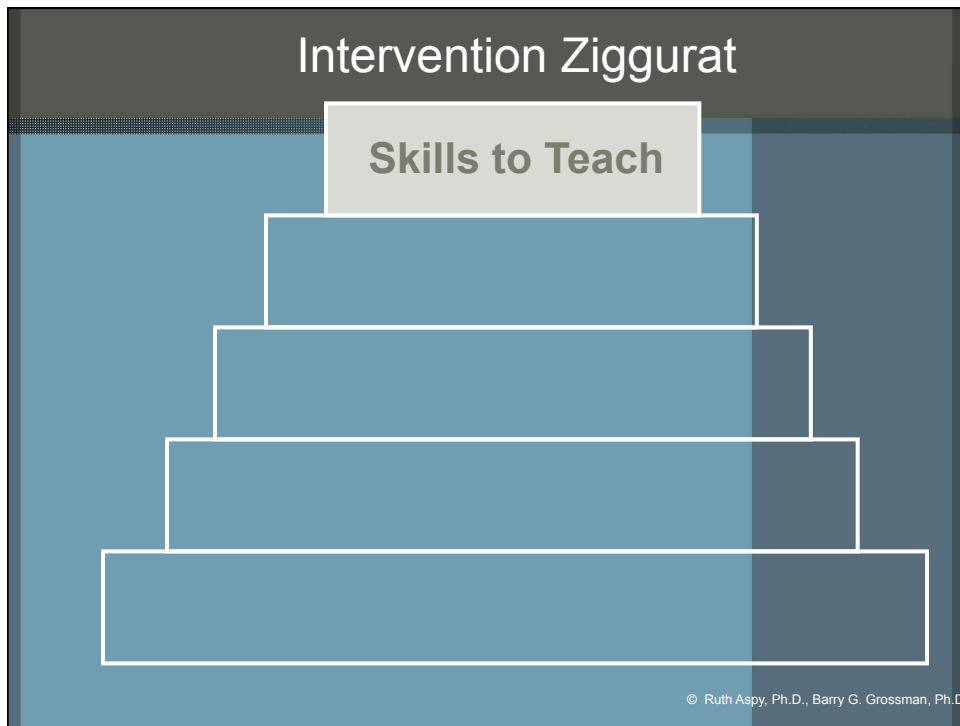 Intervention Ziggurat
Skills to Teach
© Ruth Aspy, Ph.D., Barry G. Grossman, Ph.D